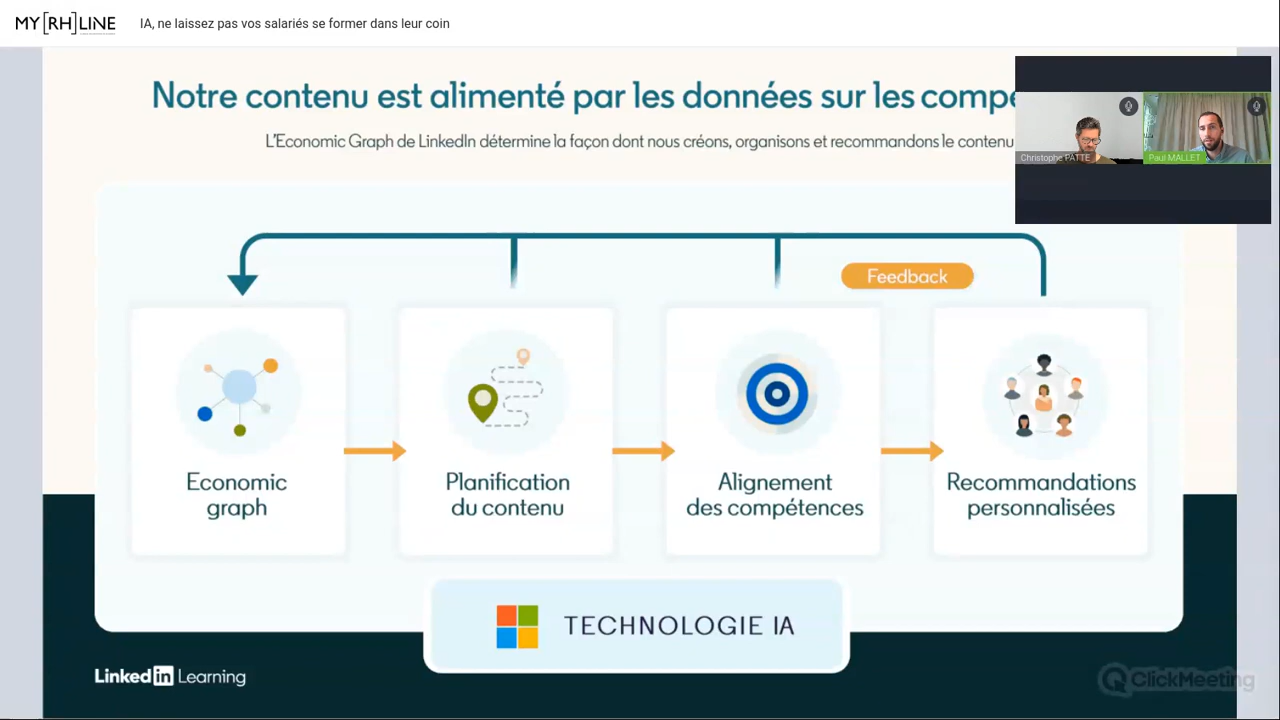 MY[RH]LINE
IA, ne laissez pas vos salariés se former dans leur coin
Notre contenu est alimenté par les données sur les
L'Economic Graph de LinkedIn détermine la façon dont nous créons, organisons et recommandons le contenu
Christophe PATTE
Paul MALLET
Feedback
Economic
graph
Planification
du contenu
Alignement
des compétences
Recommandations
personnalisées
TECHNOLOGIE IA
LinkedIn Learning
ClickMeeting